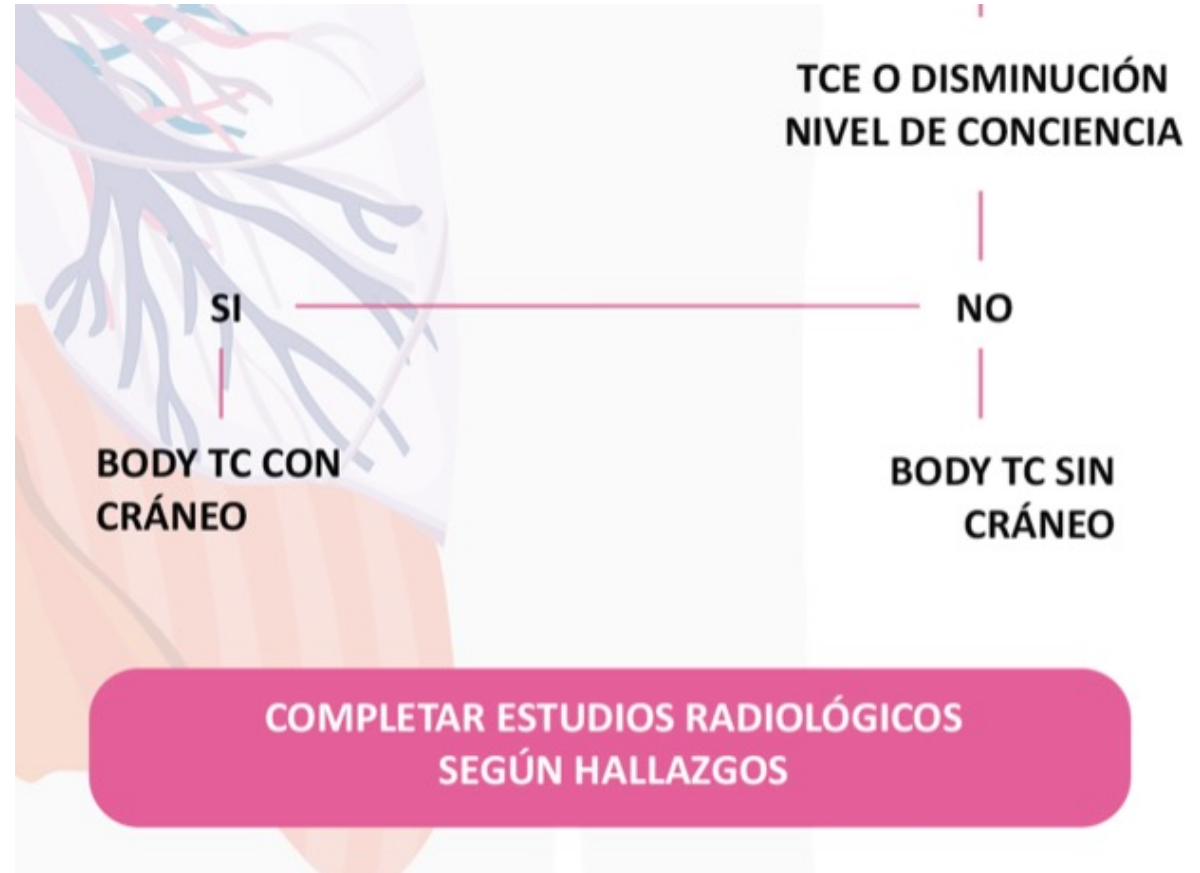 TCE O DISMINUCIÓN
NIVEL DE CONCIENCIA
SI
NO
BODY TC CON
CRÁNEO
BODY TC SIN
CRÁNEO
COMPLETAR ESTUDIOS RADIOLÓGICOS
SEGÚN HALLAZGOS